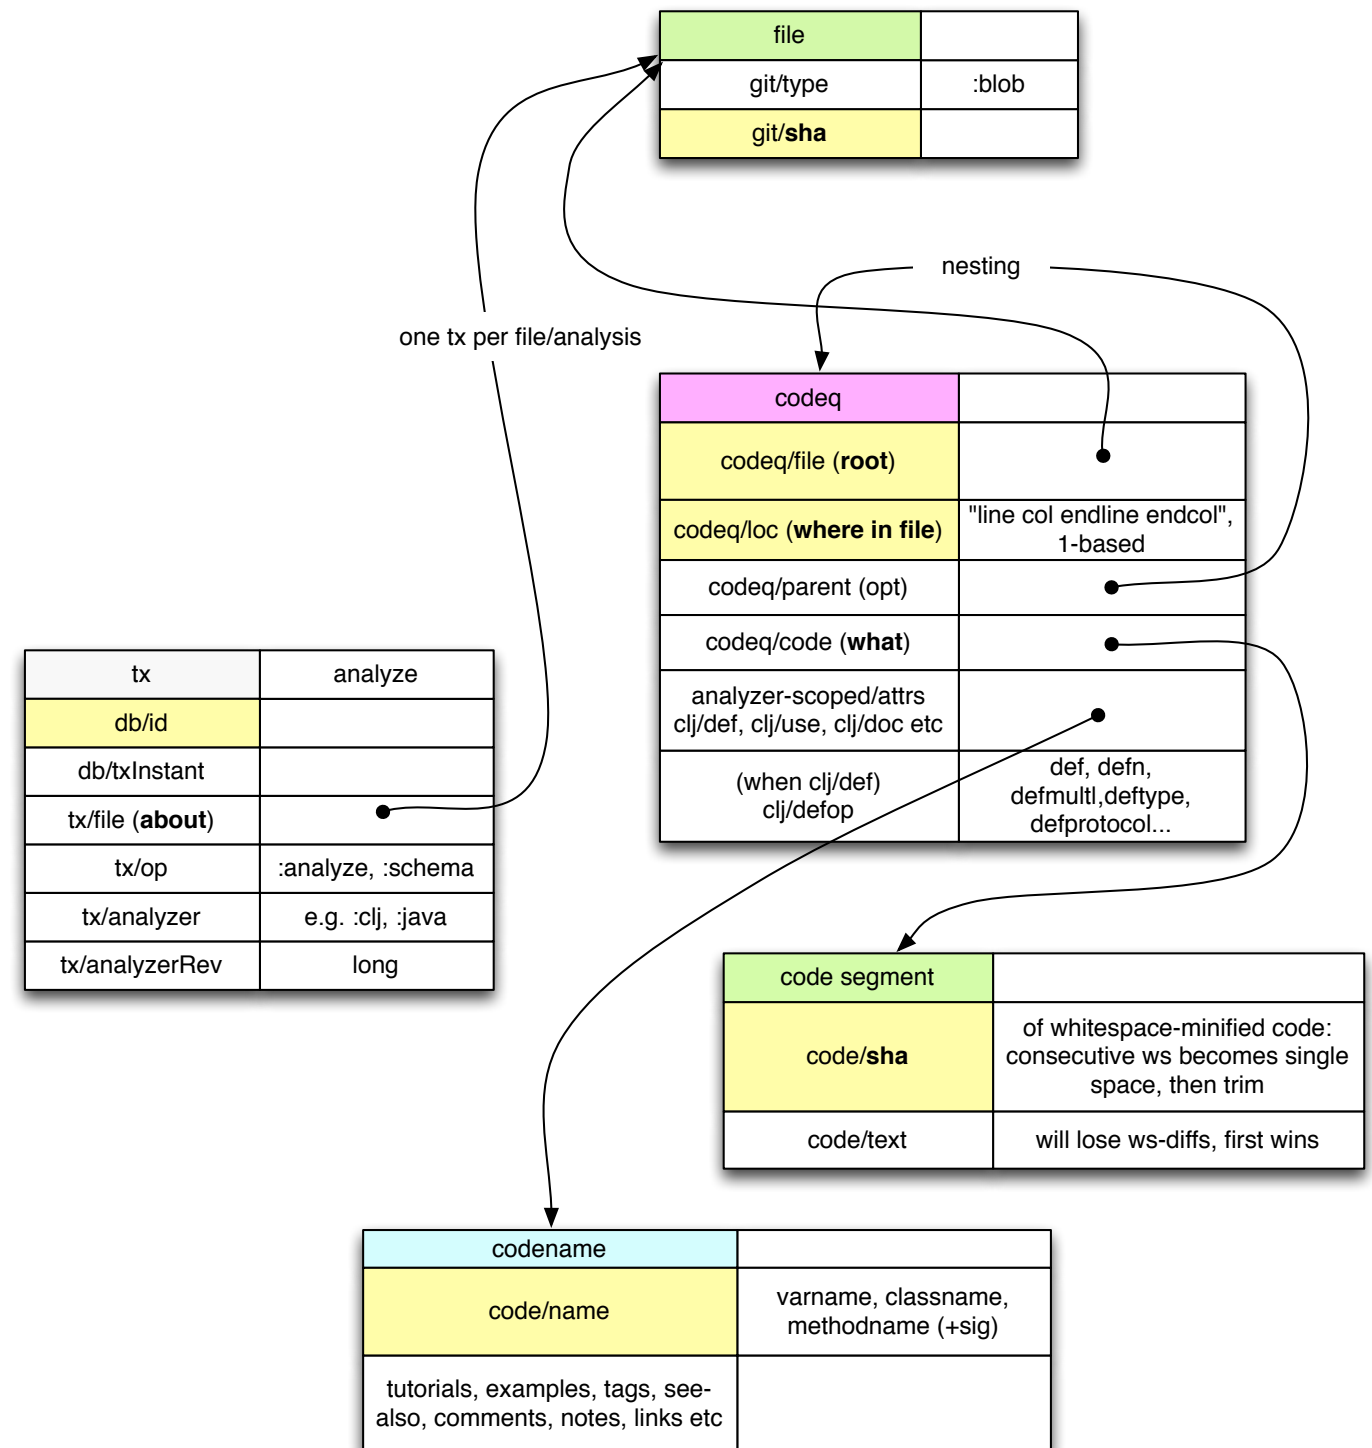 file
git/type
:blob
git/sha
nesting
one tx per file/analysis
codeq
codeq/file (root)
codeq/loc (where in file)
"line col endline endcol",
1-based
codeq/parent (opt)
codeq/code (what)
analyzer-scoped/attrs
clj/def, clj/use, clj/doc etc
(when clj/def)
clj/defop
def, defn,
defmultI,deftype,
defprotocol...
tx
analyze
db/id
db/txInstant
tx/file (about)
tx/op
:analyze, :schema
tx/analyzer
e.g. :clj, :java
tx/analyzerRev
long
code segment
code/sha
of whitespace-minified code:
consecutive ws becomes single
space, then trim
code/text
will lose ws-diffs, first wins
codename
code/name
varname, classname,
methodname (+sig)
tutorials, examples, tags, see-
also, comments, notes, links etc